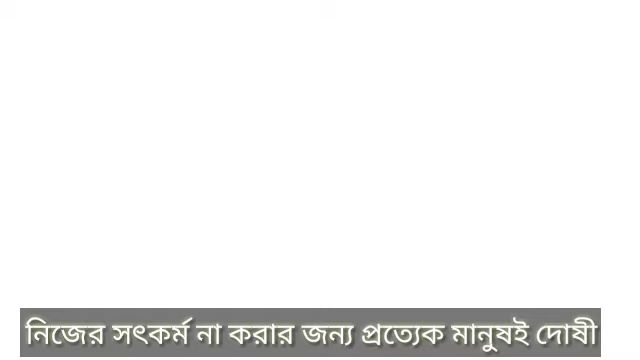 নিজের সৎকর্ম না করার জন্য প্রত্যেক মানুষই দোষী